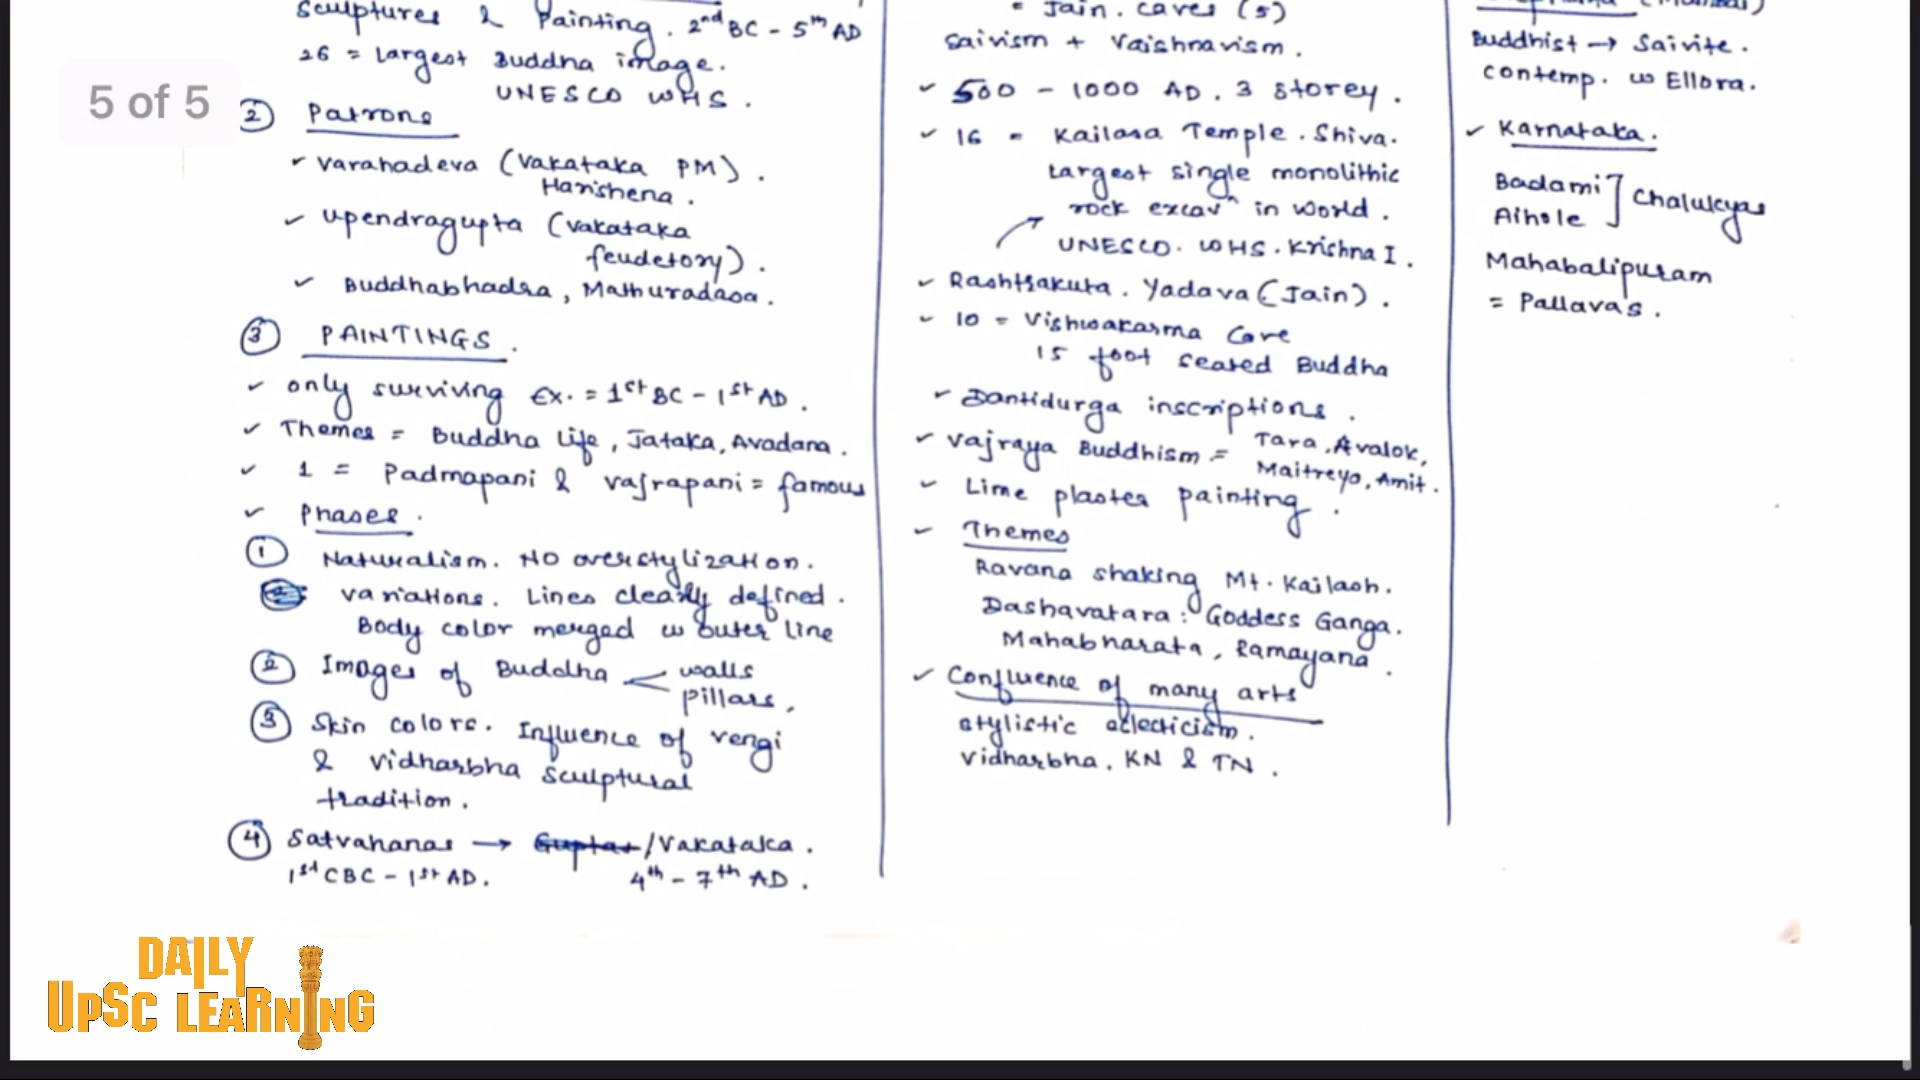 5 of 5
Sculptures & Painting. 2nd BC - 5th AD
26 = Largest Buddha image.
UNESCO WHS.
② Patrons
✓ Varahadeva (Vakataka PM).
Harishena.
✓ Upendragupta (Vakataka
feudetory).
✓ Buddhabhadra, Mathuradasa.
③ PAINTINGS.
✓ only surviving Ex. = 1st BC - 1st AD.
✓ Themes = Buddha Life, Jataka, Avadana.
✓ 1 = Padmapani & Vajrapani = famous
✓ Phases.
① Naturalism. No overstylization.
variations. Lines clearly defined.
Body color merged w outer line
② Images of Buddha < walls
pillars,
③ Skin colors. Influence of vengi
& vidharbha sculptural
tradition.
④ Satvahanas → Guptas/Vakataka.
1st CBC - 1st AD. 4th - 7th AD.
= Jain. caves (5)
Saivism + Vaishnavism.
✓ 500 - 1000 AD. 3 storey.
✓ 16 = Kailasa Temple. Shiva.
Largest single monolithic
rock excavn in world.
UNESCO. WHS. Krishna I.
✓ Rashtrakuta. Yadava (Jain).
✓ 10 = Vishwakarma Cave
15 foot seated Buddha
✓ Dantidurga inscriptions.
✓ Vajraya Buddhism = Tara, Avalok,
Maitreyo, Amit.
✓ Lime plaster painting.
✓ Themes
Ravana shaking Mt. Kailash.
Dashavatara: Goddess Ganga.
Mahabharata, Ramayana.
✓ Confluence of many arts
stylistic eclecticism.
vidharbha, KN & TN.
Buddhist → Saivite.
contemp. w Ellora.
✓ Karnataka.
Badami ] Chalukyas
Aihole
Mahabalipuram
= Pallavas.
DAILY
UPSC LEARNING